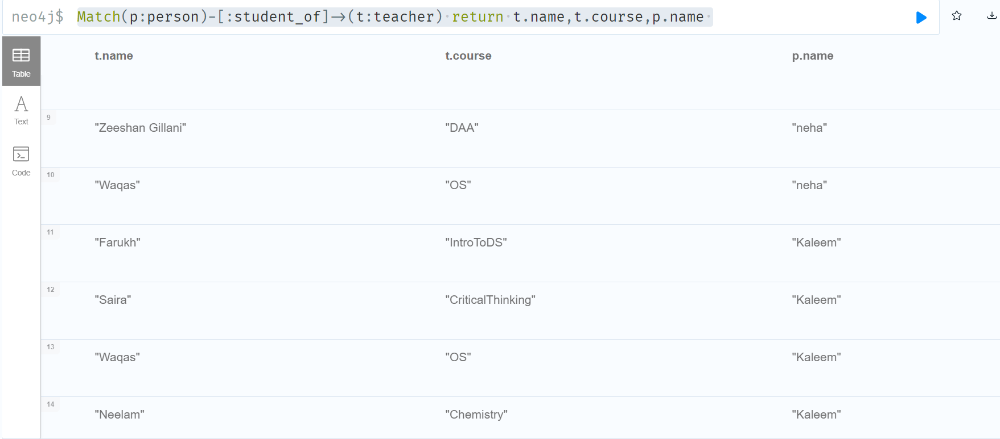 neo4j$ Match(p:person)-[:student_of]->(t:teacher) return t.name,t.course,p.name
Table
Text
Code
t.name t.course p.name
9 "Zeeshan Gillani" "DAA" "neha"
10 "Waqas" "OS" "neha"
11 "Farukh" "IntroToDS" "Kaleem"
12 "Saira" "CriticalThinking" "Kaleem"
13 "Waqas" "OS" "Kaleem"
14 "Neelam" "Chemistry" "Kaleem"